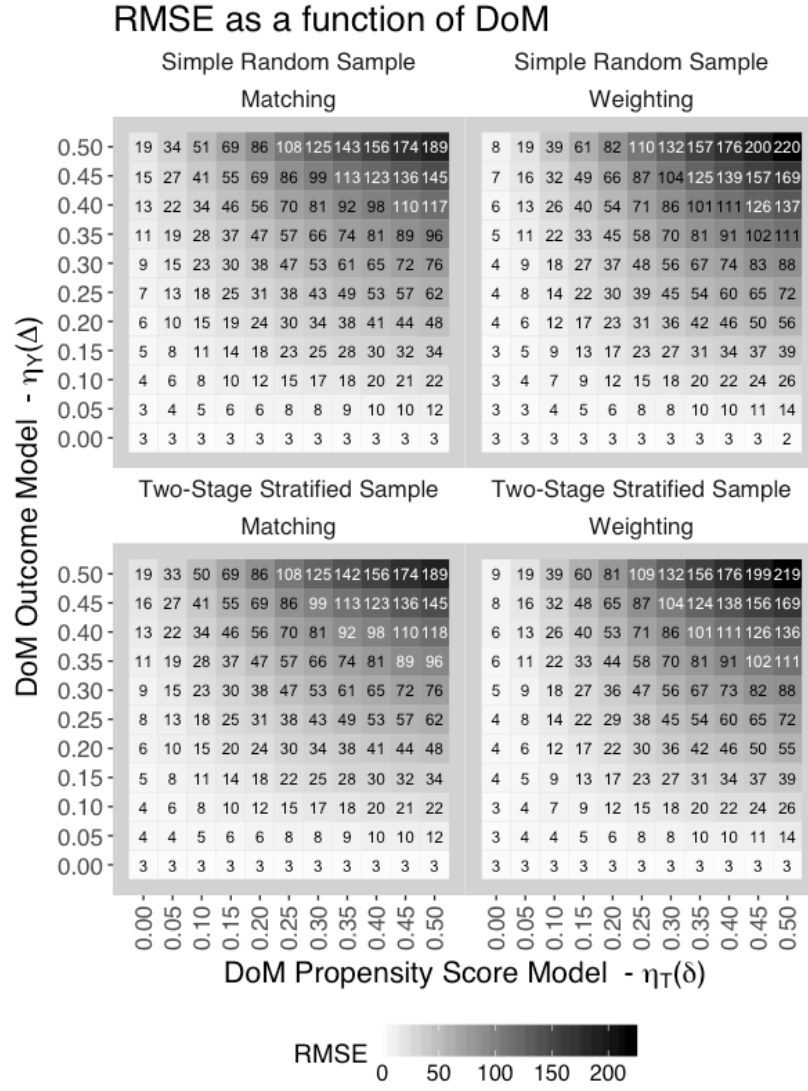 RMSE as a function of DoM
Simple Random Sample Simple Random Sample
Matching Weighting
0.50 19 34 51 69 86 108 125 143 156 174 189 8 19 39 61 82 110 132 157 176 200 220
0.45 15 27 41 55 69 86 99 113 123 136 145 7 16 32 49 66 87 104 125 139 157 169
0.40 13 22 34 46 56 70 81 92 98 110 117 6 13 26 40 54 71 86 101 111 126 137
0.35 11 19 28 37 47 57 66 74 81 89 96 5 11 22 33 45 58 70 81 91 102 111
0.30 9 15 23 30 38 47 53 61 65 72 76 4 9 18 27 37 48 56 67 74 83 88
0.25 7 13 18 25 31 38 43 49 53 57 62 4 8 14 22 30 39 45 54 60 65 72
0.20 6 10 15 19 24 30 34 38 41 44 48 4 6 12 17 23 31 36 42 46 50 56
0.15 5 8 11 14 18 23 25 28 30 32 34 3 5 9 13 17 23 27 31 34 37 39
0.10 4 6 8 10 12 15 17 18 20 21 22 3 4 7 9 12 15 18 20 22 24 26
0.05 3 4 5 6 6 8 8 9 10 10 12 3 3 4 5 6 8 8 10 10 11 14
0.00 3 3 3 3 3 3 3 3 3 3 3 3 3 3 3 3 3 3 3 3 3 2
Two-Stage Stratified Sample Two-Stage Stratified Sample
Matching Weighting
0.50 19 33 50 69 86 108 125 142 156 174 189 9 19 39 60 81 109 132 156 176 199 219
0.45 16 27 41 55 69 86 99 113 123 136 145 8 16 32 48 65 87 104 124 138 156 169
0.40 13 22 34 46 56 70 81 92 98 110 118 6 13 26 40 53 71 86 101 111 126 136
0.35 11 19 28 37 47 57 66 74 81 89 96 6 11 22 33 44 58 70 81 91 102 111
0.30 9 15 23 30 38 47 53 61 65 72 76 5 9 18 27 36 47 56 67 73 82 88
0.25 8 13 18 25 31 38 43 49 53 57 62 4 8 14 22 29 38 45 54 60 65 72
0.20 6 10 15 20 24 30 34 38 41 44 48 4 6 12 17 22 30 36 42 46 50 55
0.15 5 8 11 14 18 22 25 28 30 32 34 4 5 9 13 17 23 27 31 34 37 39
0.10 4 6 8 10 12 15 17 18 20 21 22 3 4 7 9 12 15 18 20 22 24 26
0.05 4 4 5 6 6 8 8 9 10 10 12 3 4 4 5 6 8 8 10 10 11 14
0.00 3 3 3 3 3 3 3 3 3 3 3 3 3 3 3 3 3 3 3 3 3 3
DoM Outcome Model - ηY(Δ)
0.00 0.05 0.10 0.15 0.20 0.25 0.30 0.35 0.40 0.45 0.50 0.00 0.05 0.10 0.15 0.20 0.25 0.30 0.35 0.40 0.45 0.50
DoM Propensity Score Model - ηT(δ)
RMSE
0 50 100 150 200